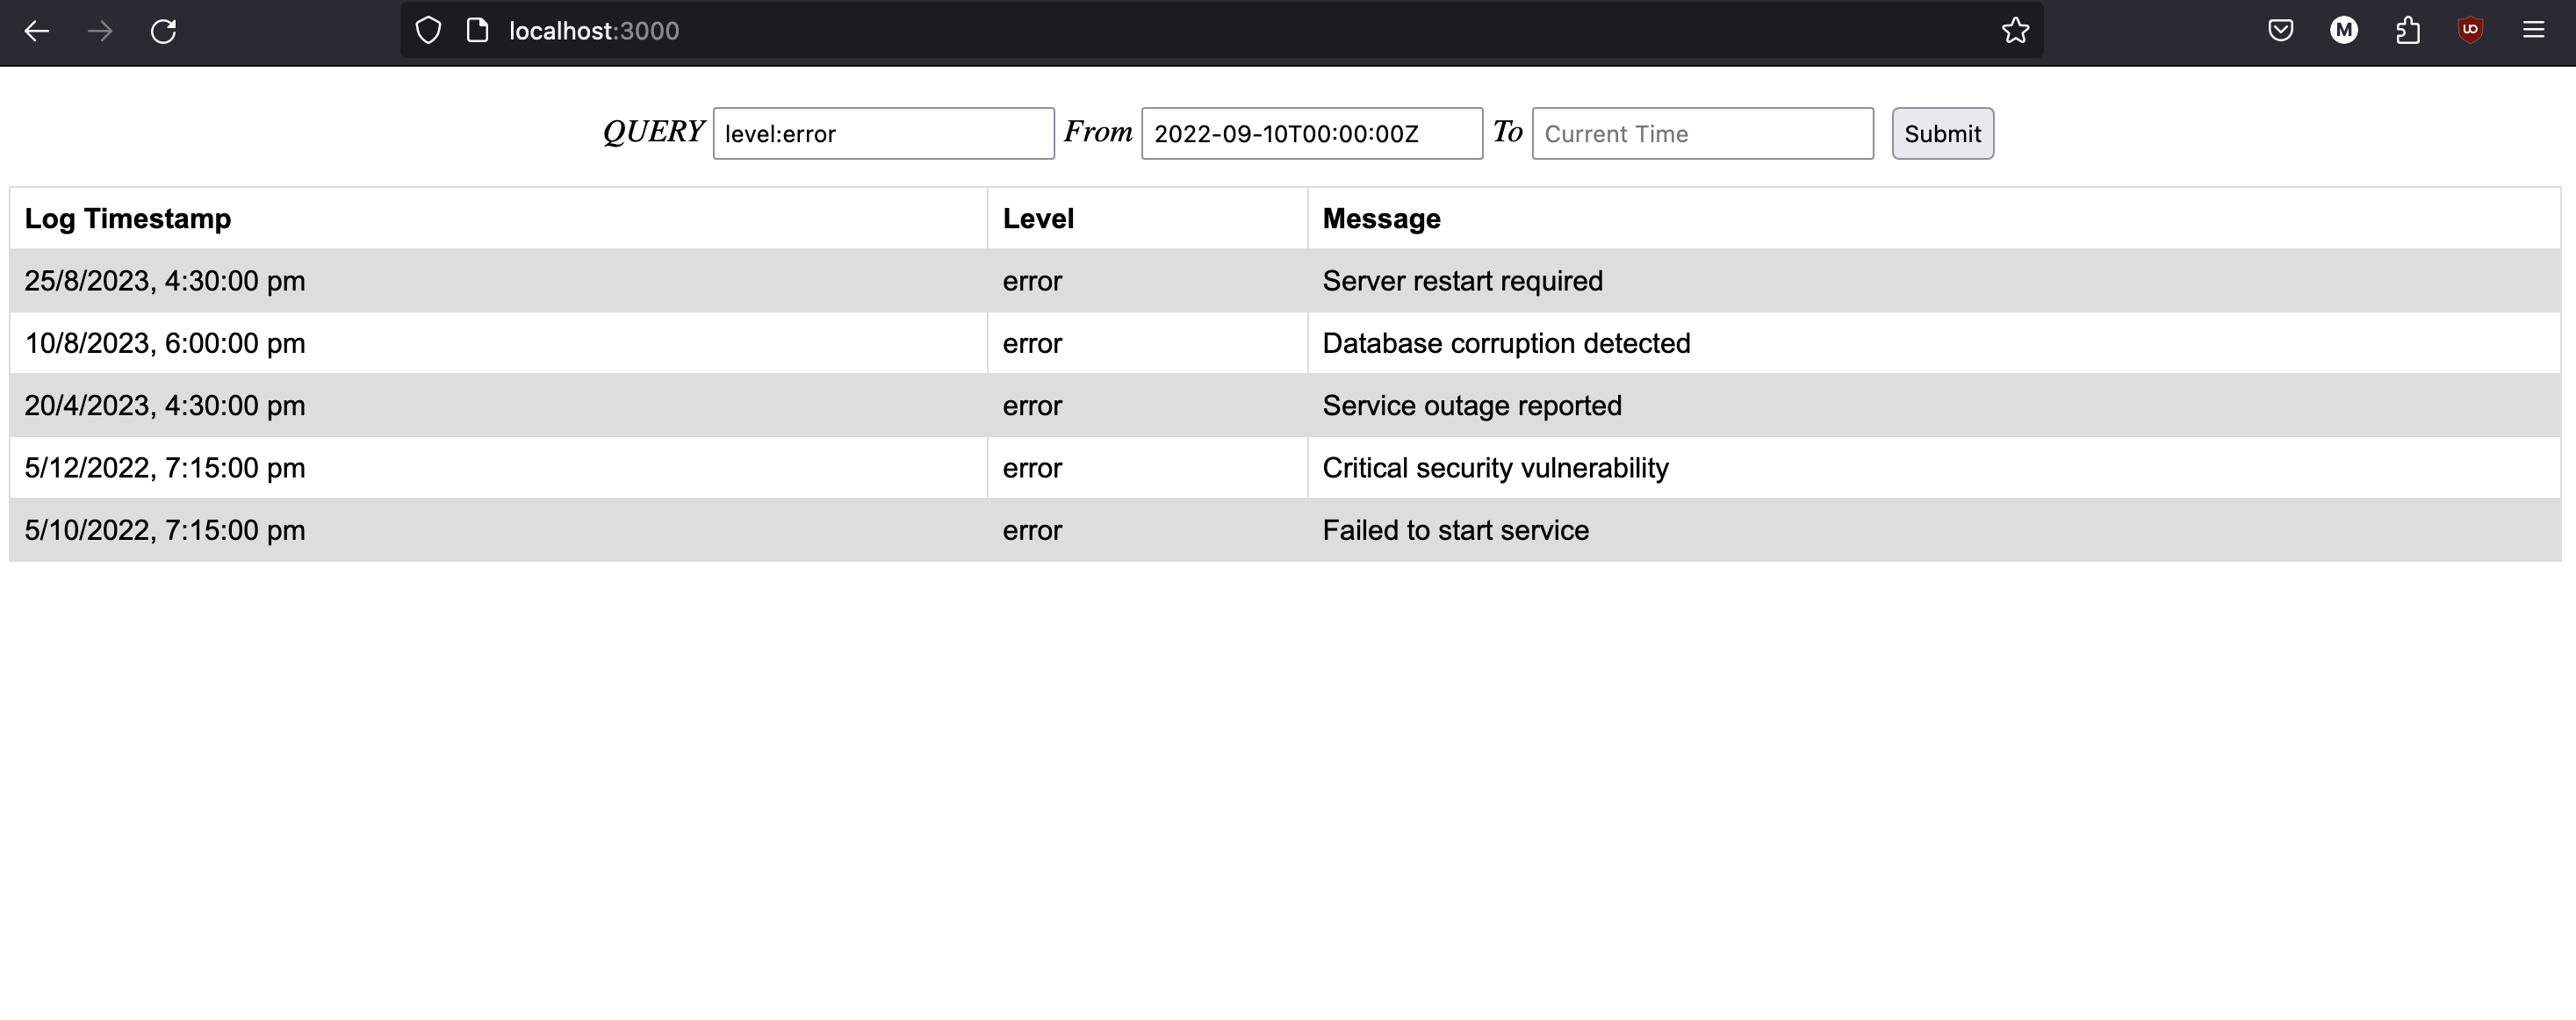 localhost:3000
M
QUERY level:error From 2022-09-10T00:00:00Z To Current Time Submit
Log Timestamp Level Message
25/8/2023, 4:30:00 pm error Server restart required
10/8/2023, 6:00:00 pm error Database corruption detected
20/4/2023, 4:30:00 pm error Service outage reported
5/12/2022, 7:15:00 pm error Critical security vulnerability
5/10/2022, 7:15:00 pm error Failed to start service